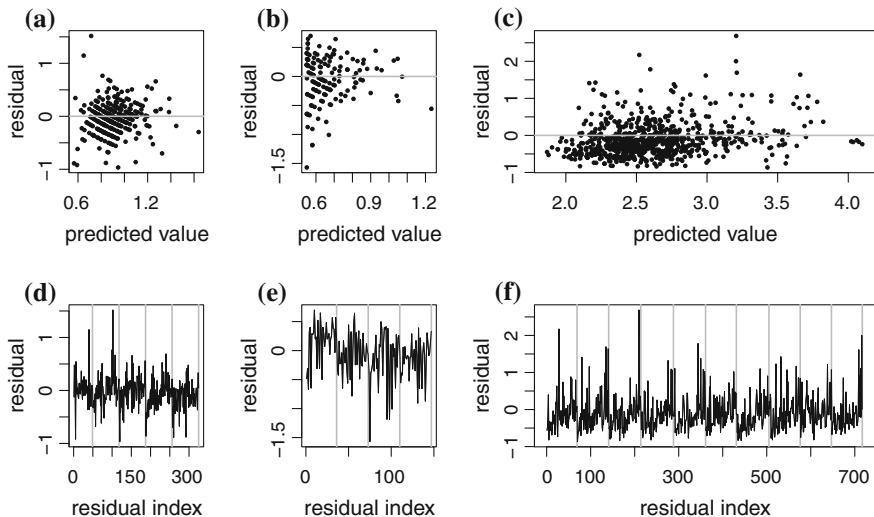 (a)
residual
1
0
−1
0.6
1.2
predicted value
(b)
residual
0
−1.5
0.6
0.9
1.2
predicted value
(c)
residual
2
1
0
−1
2.0
2.5
3.0
3.5
4.0
predicted value
(d)
residual
1
0
−1
0
150
300
residual index
(e)
residual
0
−1.5
0
100
residual index
(f)
residual
2
1
0
−1
0
100
300
500
700
residual index